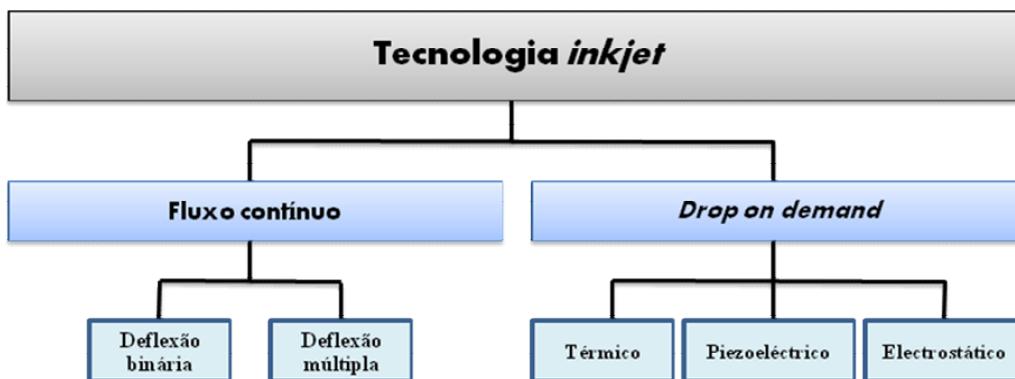 Tecnologia inkjet
Fluxo contínuo
Drop on demand
Deflexão
binária
Deflexão
múltipla
Térmico
Piezoeléctrico
Electrostático